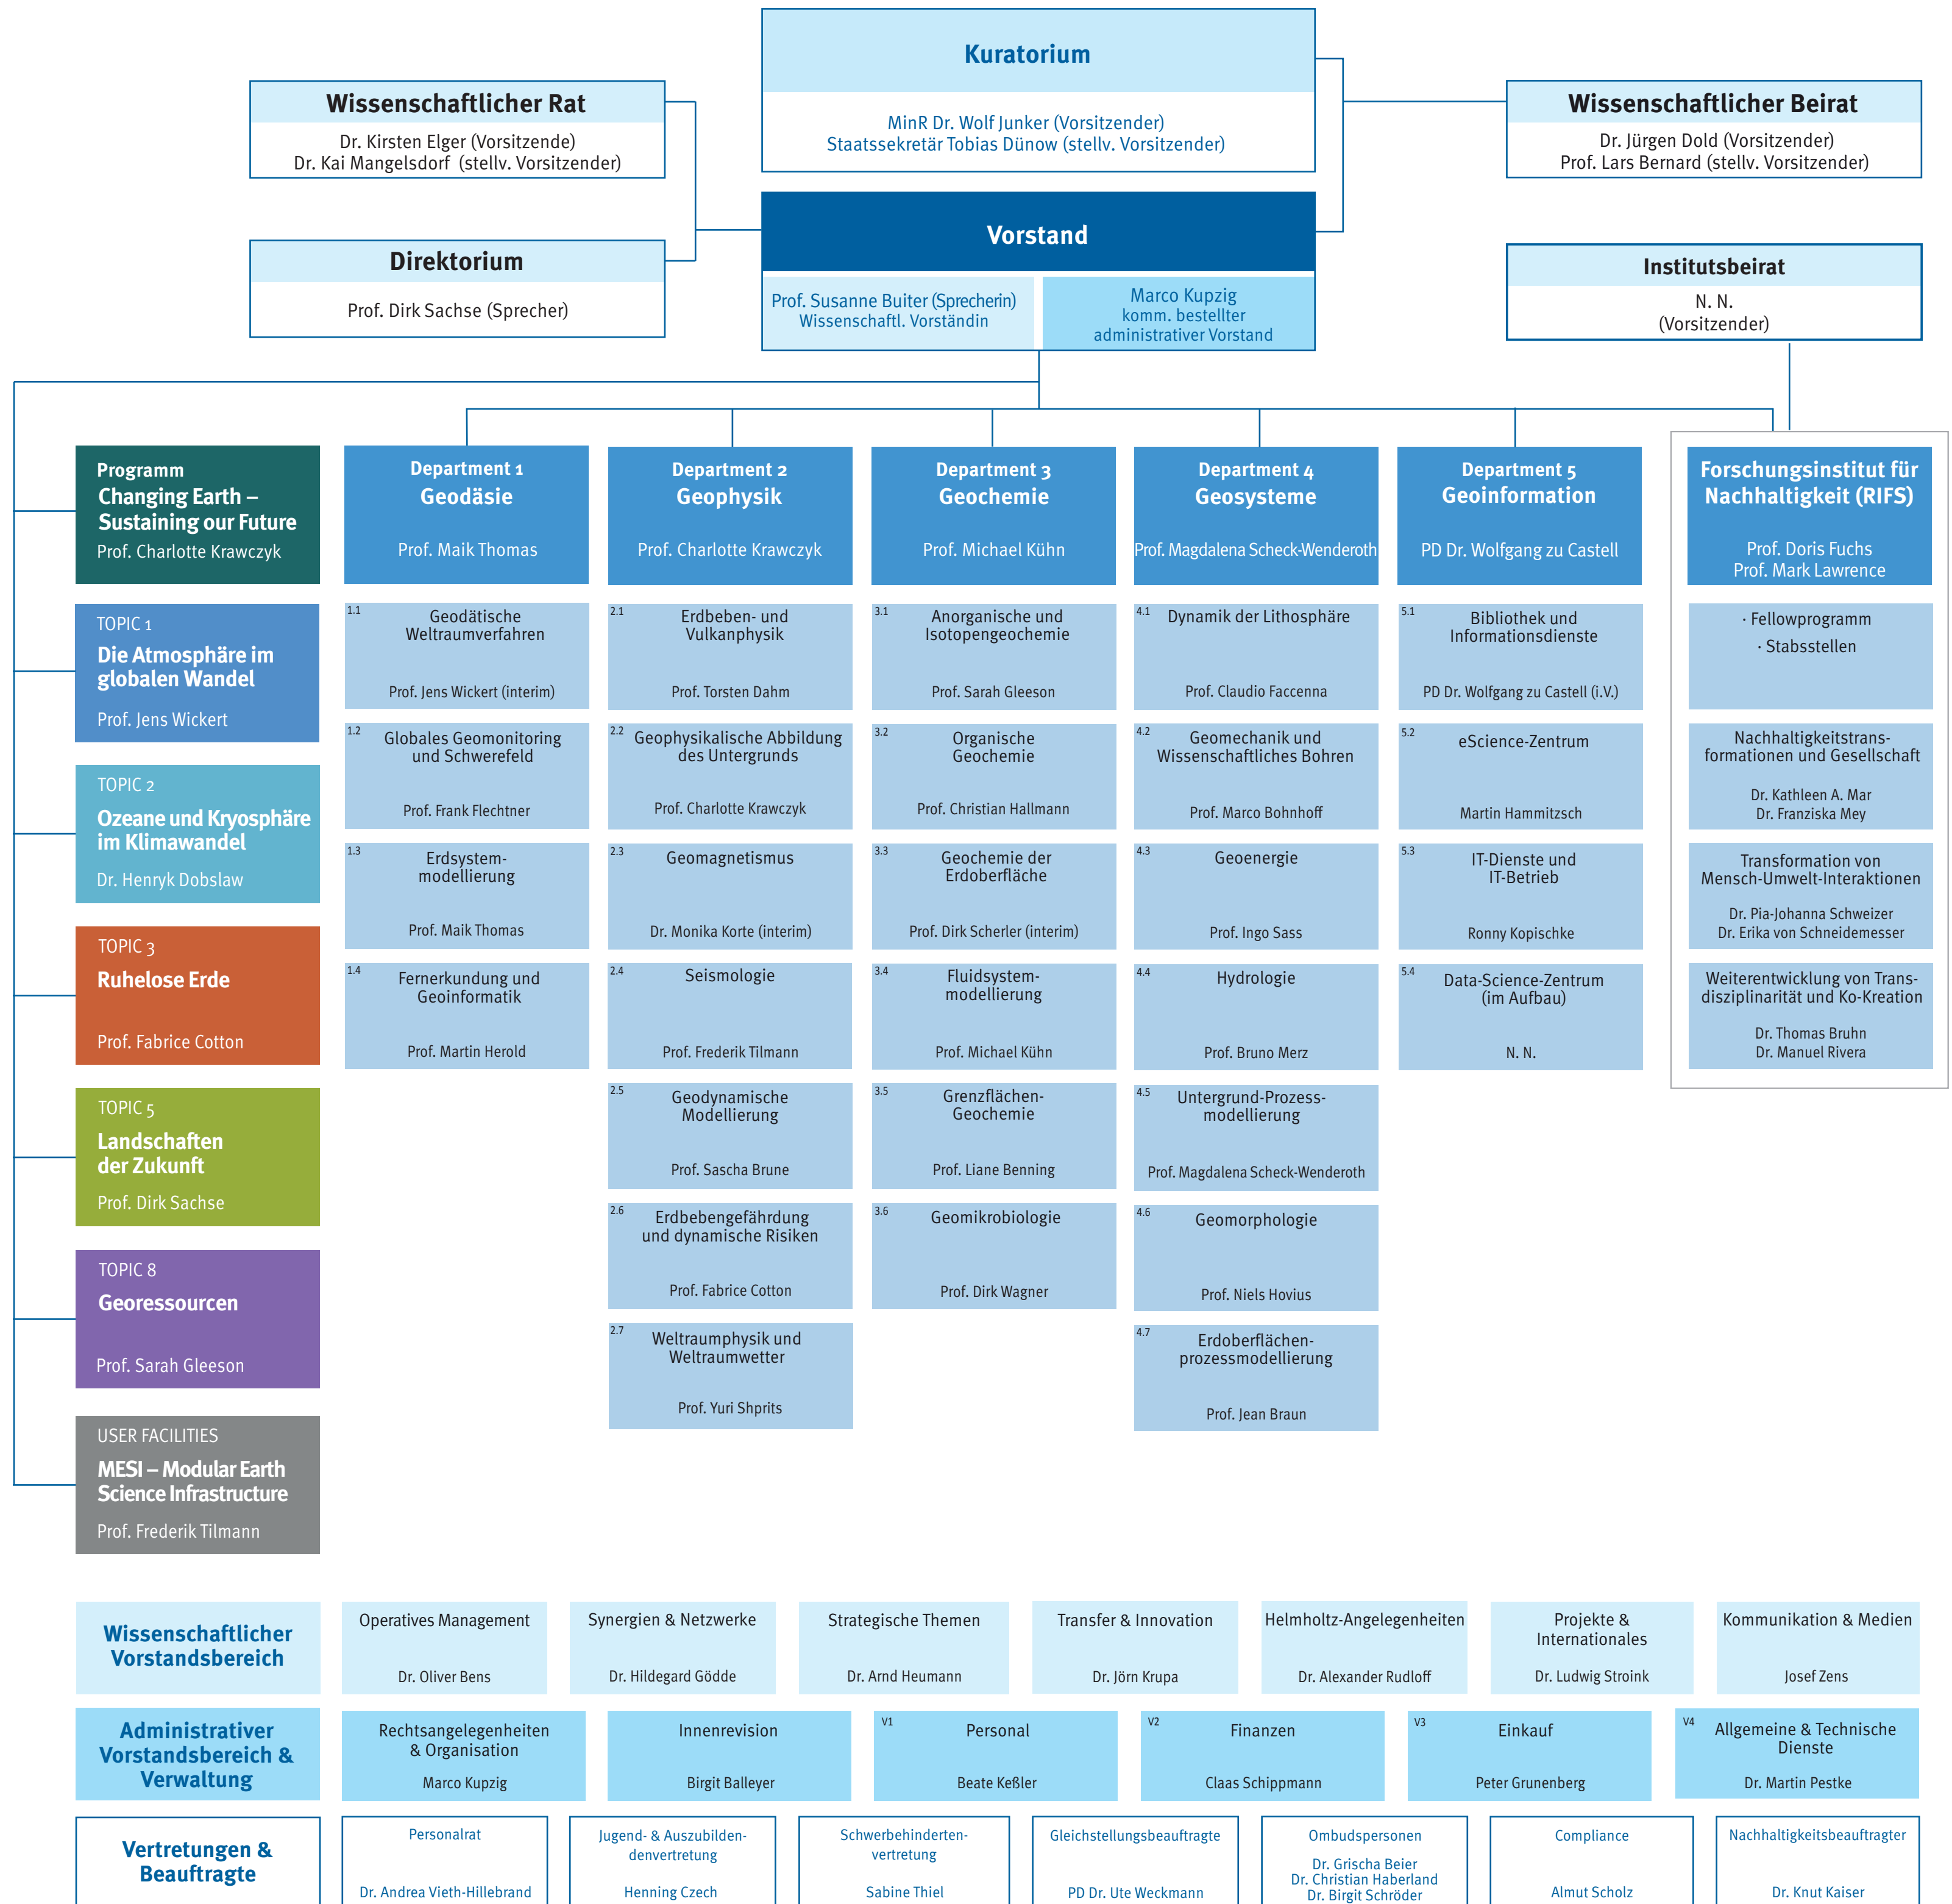 Kuratorium
MinR Dr. Wolf Junker (Vorsitzender)
Staatssekretär Tobias Dünow (stellv. Vorsitzender)
Wissenschaftlicher Rat
Dr. Kirsten Elger (Vorsitzende)
Dr. Kai Mangelsdorf (stellv. Vorsitzender)
Wissenschaftlicher Beirat
Dr. Jürgen Dold (Vorsitzender)
Prof. Lars Bernard (stellv. Vorsitzender)
Vorstand
Prof. Susanne Buiter (Sprecherin)
Wissenschaftl. Vorständin
Marco Kupzig
komm. bestellter
administrativer Vorstand
Direktorium
Prof. Dirk Sachse (Sprecher)
Institutsbeirat
N. N.
(Vorsitzender)
Programm
Changing Earth –
Sustaining our Future
Prof. Charlotte Krawczyk
TOPIC 1
Die Atmosphäre im
globalen Wandel
Prof. Jens Wickert
TOPIC 2
Ozeane und Kryosphäre
im Klimawandel
Dr. Henryk Dobslaw
TOPIC 3
Ruhelose Erde
Prof. Fabrice Cotton
TOPIC 5
Landschaften
der Zukunft
Prof. Dirk Sachse
TOPIC 8
Georessourcen
Prof. Sarah Gleeson
USER FACILITIES
MESI – Modular Earth
Science Infrastructure
Prof. Frederik Tilmann
Department 1
Geodäsie
Prof. Maik Thomas
1.1
Geodätische
Weltraumverfahren
Prof. Jens Wickert (interim)
1.2
Globales Geomonitoring
und Schwerefeld
Prof. Frank Flechtner
1.3
Erdsystem-
modellierung
Prof. Maik Thomas
1.4
Fernerkundung und
Geoinformatik
Prof. Martin Herold
Department 2
Geophysik
Prof. Charlotte Krawczyk
2.1
Erdbeben- und
Vulkanphysik
Prof. Torsten Dahm
2.2
Geophysikalische Abbildung
des Untergrunds
Prof. Charlotte Krawczyk
2.3
Geomagnetismus
Dr. Monika Korte (interim)
2.4
Seismologie
Prof. Frederik Tilmann
2.5
Geodynamische
Modellierung
Prof. Sascha Brune
2.6
Erdbebengefährdung
und dynamische Risiken
Prof. Fabrice Cotton
2.7
Weltraumphysik und
Weltraumwetter
Prof. Yuri Shprits
Department 3
Geochemie
Prof. Michael Kühn
3.1
Anorganische und
Isotopengeochemie
Prof. Sarah Gleeson
3.2
Organische
Geochemie
Prof. Christian Hallmann
3.3
Geochemie der
Erdoberfläche
Prof. Dirk Scherler (interim)
3.4
Fluidsystem-
modellierung
Prof. Michael Kühn
3.5
Grenzflächen-
Geochemie
Prof. Liane Benning
3.6
Geomikrobiologie
Prof. Dirk Wagner
Department 4
Geosysteme
Prof. Magdalena Scheck-Wenderoth
4.1
Dynamik der Lithosphäre
Prof. Claudio Faccenna
4.2
Geomechanik und
Wissenschaftliches Bohren
Prof. Marco Bohnhoff
4.3
Geoenergie
Prof. Ingo Sass
4.4
Hydrologie
Prof. Bruno Merz
4.5
Untergrund-Prozess-
modellierung
Prof. Magdalena Scheck-Wenderoth
4.6
Geomorphologie
Prof. Niels Hovius
4.7
Erdoberflächen-
prozessmodellierung
Prof. Jean Braun
Department 5
Geoinformation
PD Dr. Wolfgang zu Castell
5.1
Bibliothek und
Informationsdienste
PD Dr. Wolfgang zu Castell (i.V.)
5.2
eScience-Zentrum
Martin Hammitzsch
5.3
IT-Dienste und
IT-Betrieb
Ronny Kopischke
5.4
Data-Science-Zentrum
(im Aufbau)
N. N.
Forschungsinstitut für
Nachhaltigkeit (RIFS)
Prof. Doris Fuchs
Prof. Mark Lawrence
· Fellowprogramm
· Stabsstellen
Nachhaltigkeitstrans-
formationen und Gesellschaft
Dr. Kathleen A. Mar
Dr. Franziska Mey
Transformation von
Mensch-Umwelt-Interaktionen
Dr. Pia-Johanna Schweizer
Dr. Erika von Schneidemesser
Weiterentwicklung von Trans-
disziplinarität und Ko-Kreation
Dr. Thomas Bruhn
Dr. Manuel Rivera
Wissenschaftlicher
Vorstandsbereich
Operatives Management
Dr. Oliver Bens
Synergien & Netzwerke
Dr. Hildegard Gödde
Strategische Themen
Dr. Arnd Heumann
Transfer & Innovation
Dr. Jörn Krupa
Helmholtz-Angelegenheiten
Dr. Alexander Rudloff
Projekte &
Internationales
Dr. Ludwig Stroink
Kommunikation & Medien
Josef Zens
Administrativer
Vorstandsbereich &
Verwaltung
Rechtsangelegenheiten
& Organisation
Marco Kupzig
Innenrevision
Birgit Balleyer
V1
Personal
Beate Keßler
V2
Finanzen
Claas Schippmann
V3
Einkauf
Peter Grunenberg
V4
Allgemeine & Technische
Dienste
Dr. Martin Pestke
Vertretungen &
Beauftragte
Personalrat
Dr. Andrea Vieth-Hillebrand
Jugend- & Auszubilden-
denvertretung
Henning Czech
Schwerbehinderten-
vertretung
Sabine Thiel
Gleichstellungsbeauftragte
PD Dr. Ute Weckmann
Ombudspersonen
Dr. Grischa Beier
Dr. Christian Haberland
Dr. Birgit Schröder
Compliance
Almut Scholz
Nachhaltigkeitsbeauftragter
Dr. Knut Kaiser